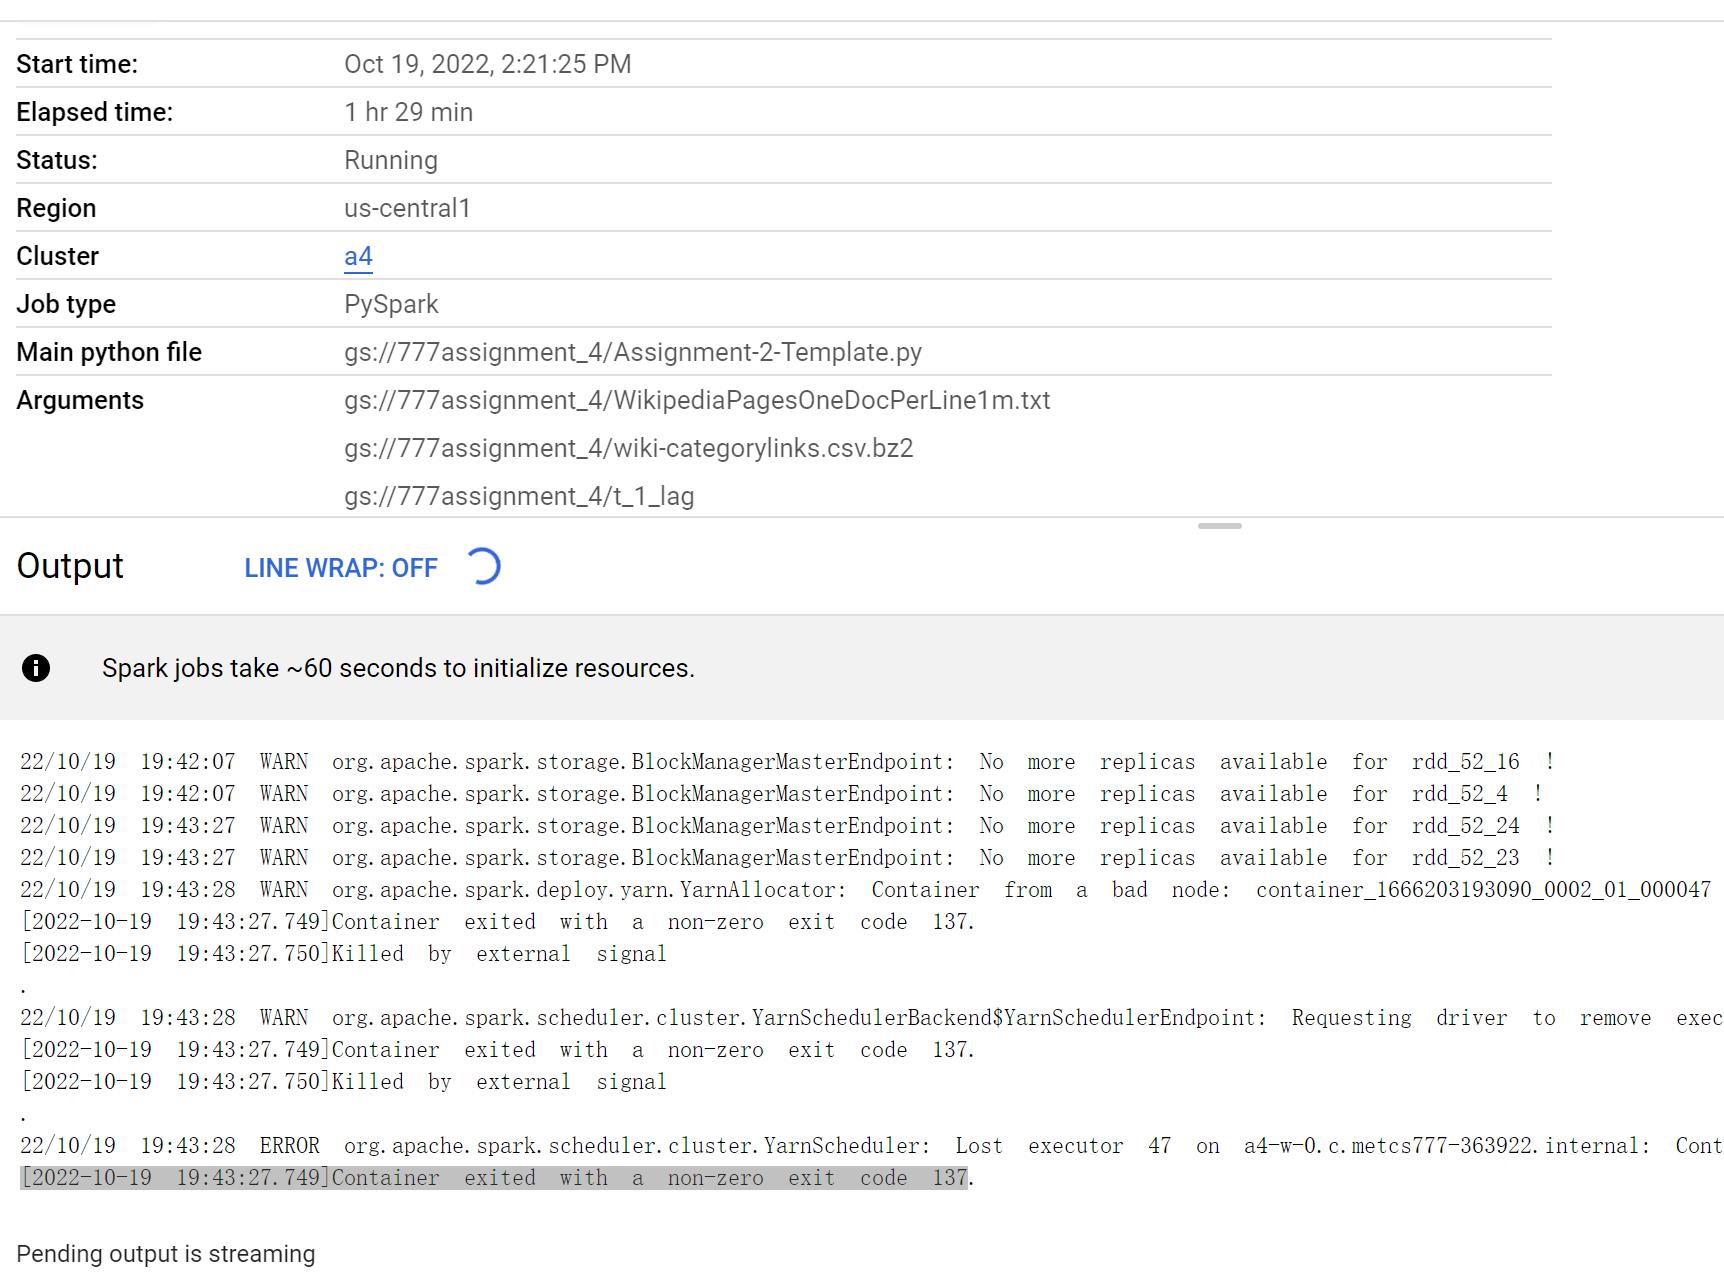 Start time: Oct 19, 2022, 2:21:25 PM
Elapsed time: 1 hr 29 min
Status: Running
Region us-central1
Cluster a4
Job type PySpark
Main python file gs://777assignment_4/Assignment-2-Template.py
Arguments gs://777assignment_4/WikipediaPagesOneDocPerLine1m.txt
gs://777assignment_4/wiki-categorylinks.csv.bz2
gs://777assignment_4/t_1_lag
Output LINE WRAP: OFF
Spark jobs take ~60 seconds to initialize resources.
22/10/19 19:42:07 WARN org.apache.spark.storage.BlockManagerMasterEndpoint: No more replicas available for rdd_52_16 !
22/10/19 19:42:07 WARN org.apache.spark.storage.BlockManagerMasterEndpoint: No more replicas available for rdd_52_4 !
22/10/19 19:43:27 WARN org.apache.spark.storage.BlockManagerMasterEndpoint: No more replicas available for rdd_52_24 !
22/10/19 19:43:27 WARN org.apache.spark.storage.BlockManagerMasterEndpoint: No more replicas available for rdd_52_23 !
22/10/19 19:43:28 WARN org.apache.spark.deploy.yarn.YarnAllocator: Container from a bad node: container_1666203193090_0002_01_000047
[2022-10-19 19:43:27.749]Container exited with a non-zero exit code 137.
[2022-10-19 19:43:27.750]Killed by external signal
.
22/10/19 19:43:28 WARN org.apache.spark.scheduler.cluster.YarnSchedulerBackend$YarnSchedulerEndpoint: Requesting driver to remove exec
[2022-10-19 19:43:27.749]Container exited with a non-zero exit code 137.
[2022-10-19 19:43:27.750]Killed by external signal
.
22/10/19 19:43:28 ERROR org.apache.spark.scheduler.cluster.YarnScheduler: Lost executor 47 on a4-w-0.c.metcs777-363922.internal: Cont
[2022-10-19 19:43:27.749]Container exited with a non-zero exit code 137.
Pending output is streaming